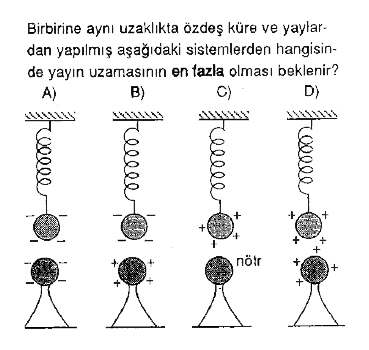 Birbirine aynı uzaklıkta özdeş küre ve yaylar-
dan yapılmış aşağıdaki sistemlerden hangisin-
de yayın uzamasının en fazla olması beklenir?
A) B) C) D)
− − − − + + + + + + +
− − − − + + + +
− − + + nötr + +
− − + + + +